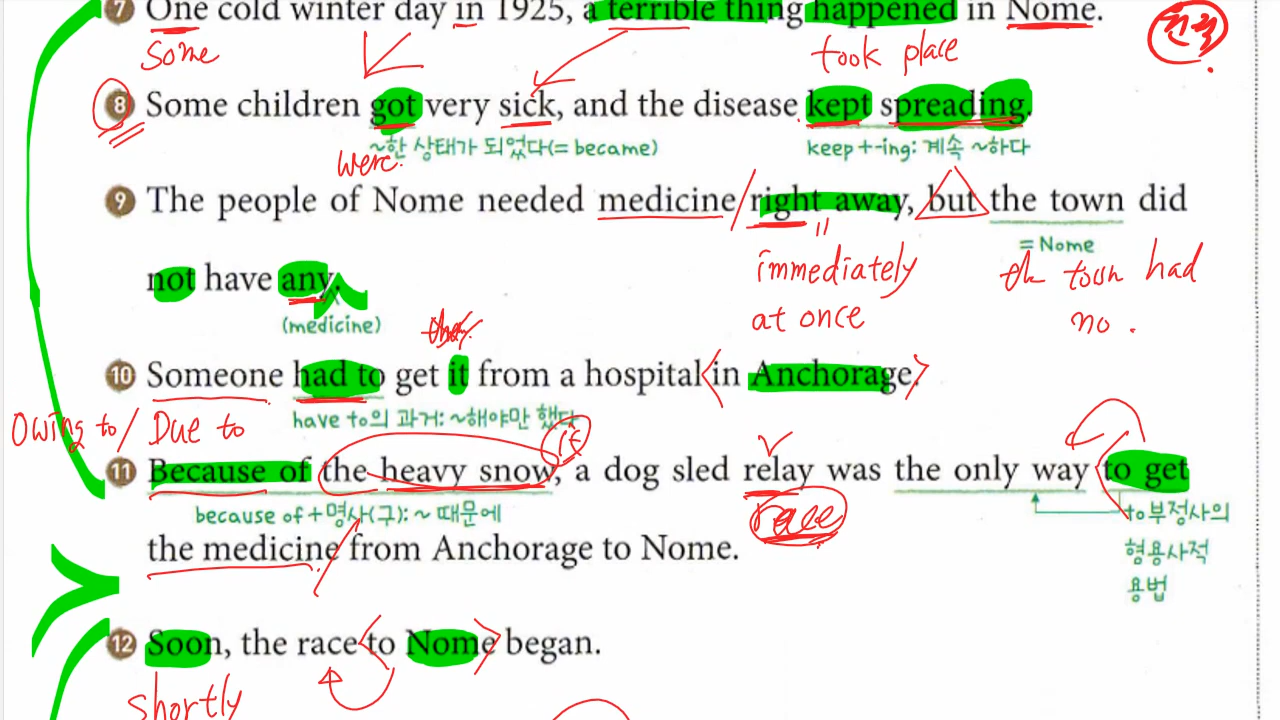 7 One cold winter day in 1925, a terrible thing happened in Nome.
Some
took place
8 Some children got very sick, and the disease kept spreading.
~한 상태가 되었다(= became)
keep + -ing: 계속 ~하다
were
9 The people of Nome needed medicine / right away, but the town did
= Nome
immediately
the town had
not have any.
(medicine)
at once
no.
10 Someone had to get it from a hospital <in Anchorage.>
have to의 과거: ~해야만 했다
Owing to / Due to
11 Because of the heavy snow, a dog sled relay was the only way to get
because of + 명사(구): ~ 때문에
race
to부정사의
형용사적
용법
the medicine / from Anchorage to Nome.
12 Soon, the race <to Nome> began.
shortly